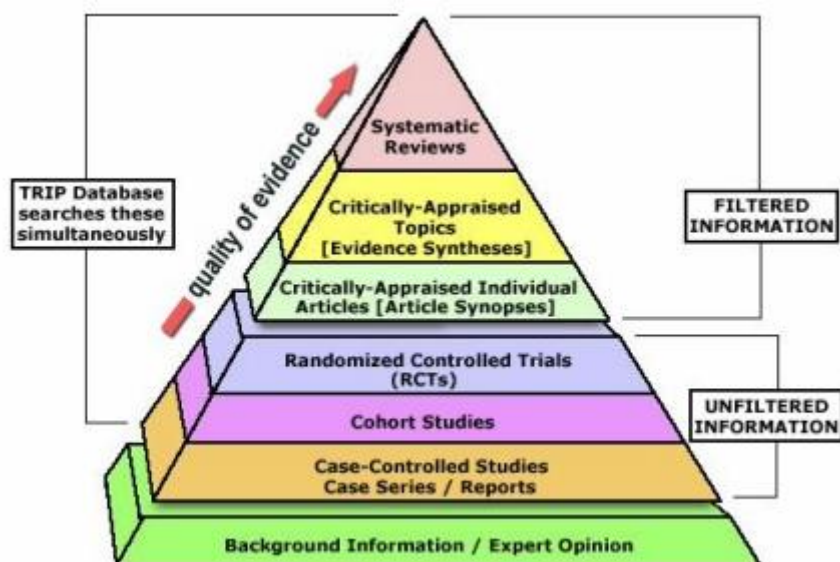 Systematic
Reviews
quality of evidence
TRIP Database
searches these
simultaneously
Critically-Appraised
Topics
[Evidence Syntheses]
FILTERED
INFORMATION
Critically-Appraised Individual
Articles [Article Synopses]
Randomized Controlled Trials
(RCTs)
UNFILTERED
INFORMATION
Cohort Studies
Case-Controlled Studies
Case Series / Reports
Background Information / Expert Opinion